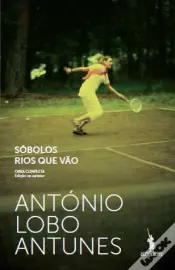 SÔBOLOS
RIOS QUE VÃO
OBRA COMPLETA
Edição ne varietur
ANTÓNIO
LOBO
ANTUNES